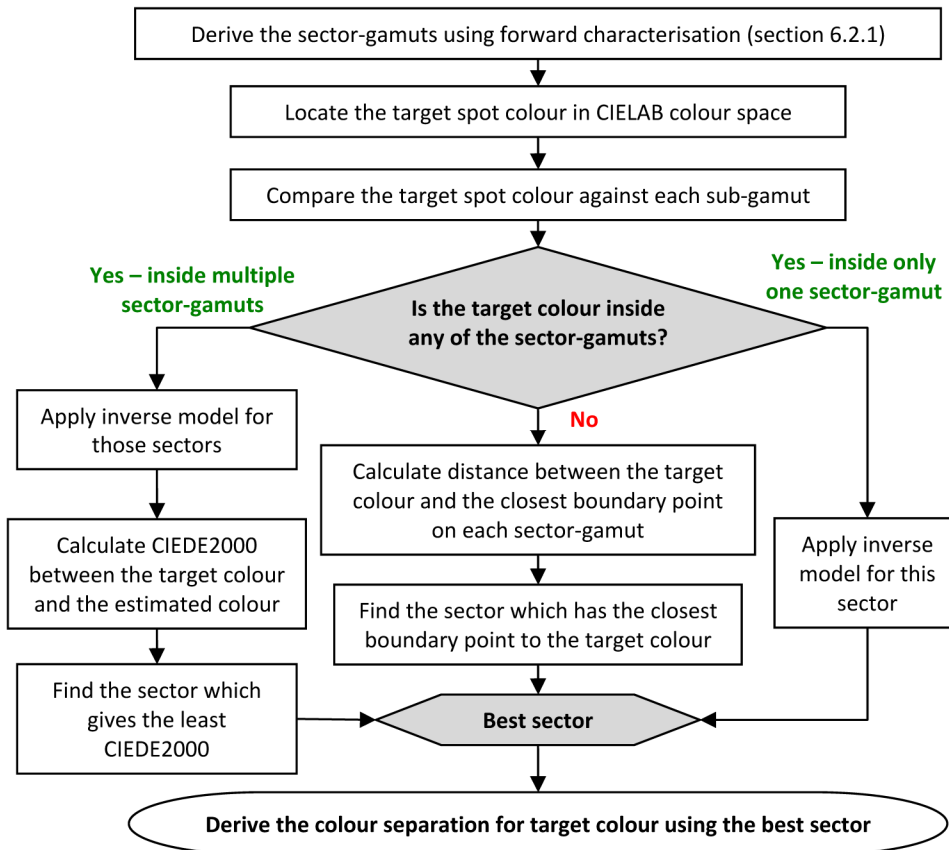 Derive the sector-gamuts using forward characterisation (section 6.2.1)
Locate the target spot colour in CIELAB colour space
Compare the target spot colour against each sub-gamut
Yes – inside multiple
sector-gamuts
Yes – inside only
one sector-gamut
Is the target colour inside
any of the sector-gamuts?
No
Apply inverse model for
those sectors
Calculate CIEDE2000
between the target colour
and the estimated colour
Find the sector which
gives the least
CIEDE2000
Calculate distance between the target
colour and the closest boundary point
on each sector-gamut
Find the sector which has the closest
boundary point to the target colour
Apply inverse
model for this
sector
Best sector
Derive the colour separation for target colour using the best sector